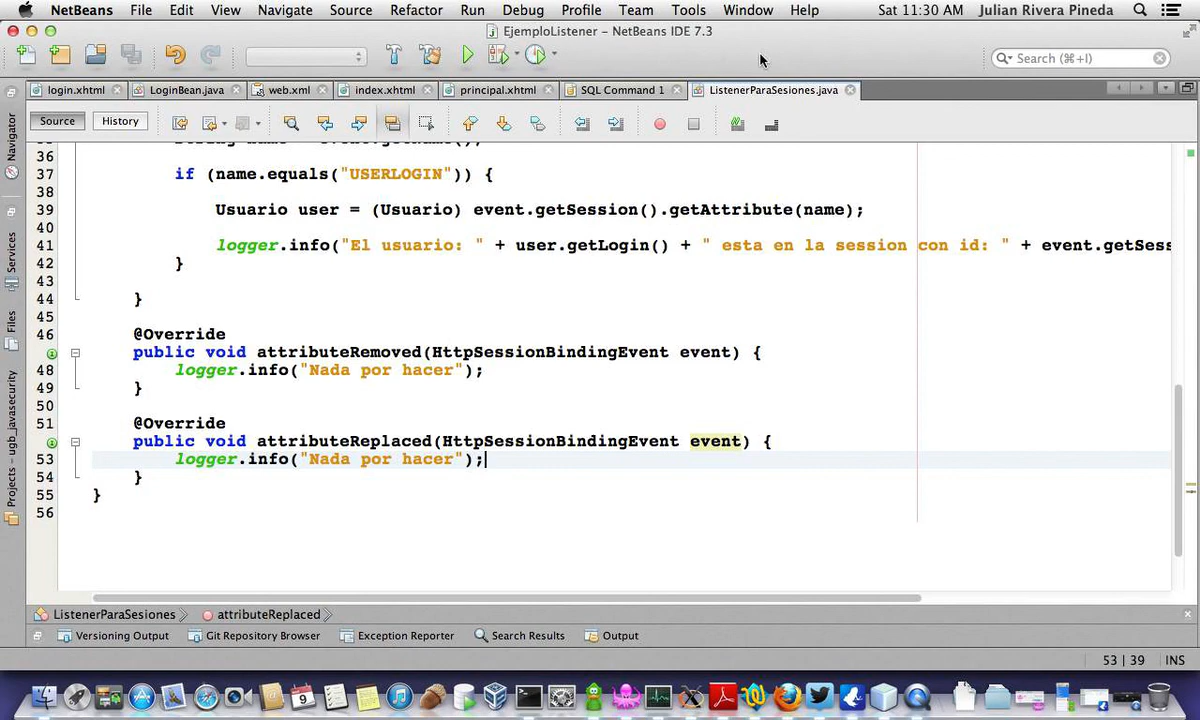 NetBeans File Edit View Navigate Source Refactor Run Debug Profile Team Tools Window Help Sat 11:30 AM Julian Rivera Pineda
EjemploListener – NetBeans IDE 7.3
Search (⌘+I)
login.xhtml LoginBean.java web.xml index.xhtml principal.xhtml SQL Command 1 ListenerParaSesiones.java
Source History
Navigator
Services
Files
Projects – ugb_javasecurity
36
37 if (name.equals("USERLOGIN")) {
38
39 Usuario user = (Usuario) event.getSession().getAttribute(name);
40
41 logger.info("El usuario: " + user.getLogin() + " esta en la session con id: " + event.getSess
42 }
43
44 }
45
46 @Override
public void attributeRemoved(HttpSessionBindingEvent event) {
48 logger.info("Nada por hacer");
49 }
50
51 @Override
public void attributeReplaced(HttpSessionBindingEvent event) {
53 logger.info("Nada por hacer");
54 }
55 }
56
ListenerParaSesiones attributeReplaced
Versioning Output Git Repository Browser Exception Reporter Search Results Output
53 | 39 INS
9